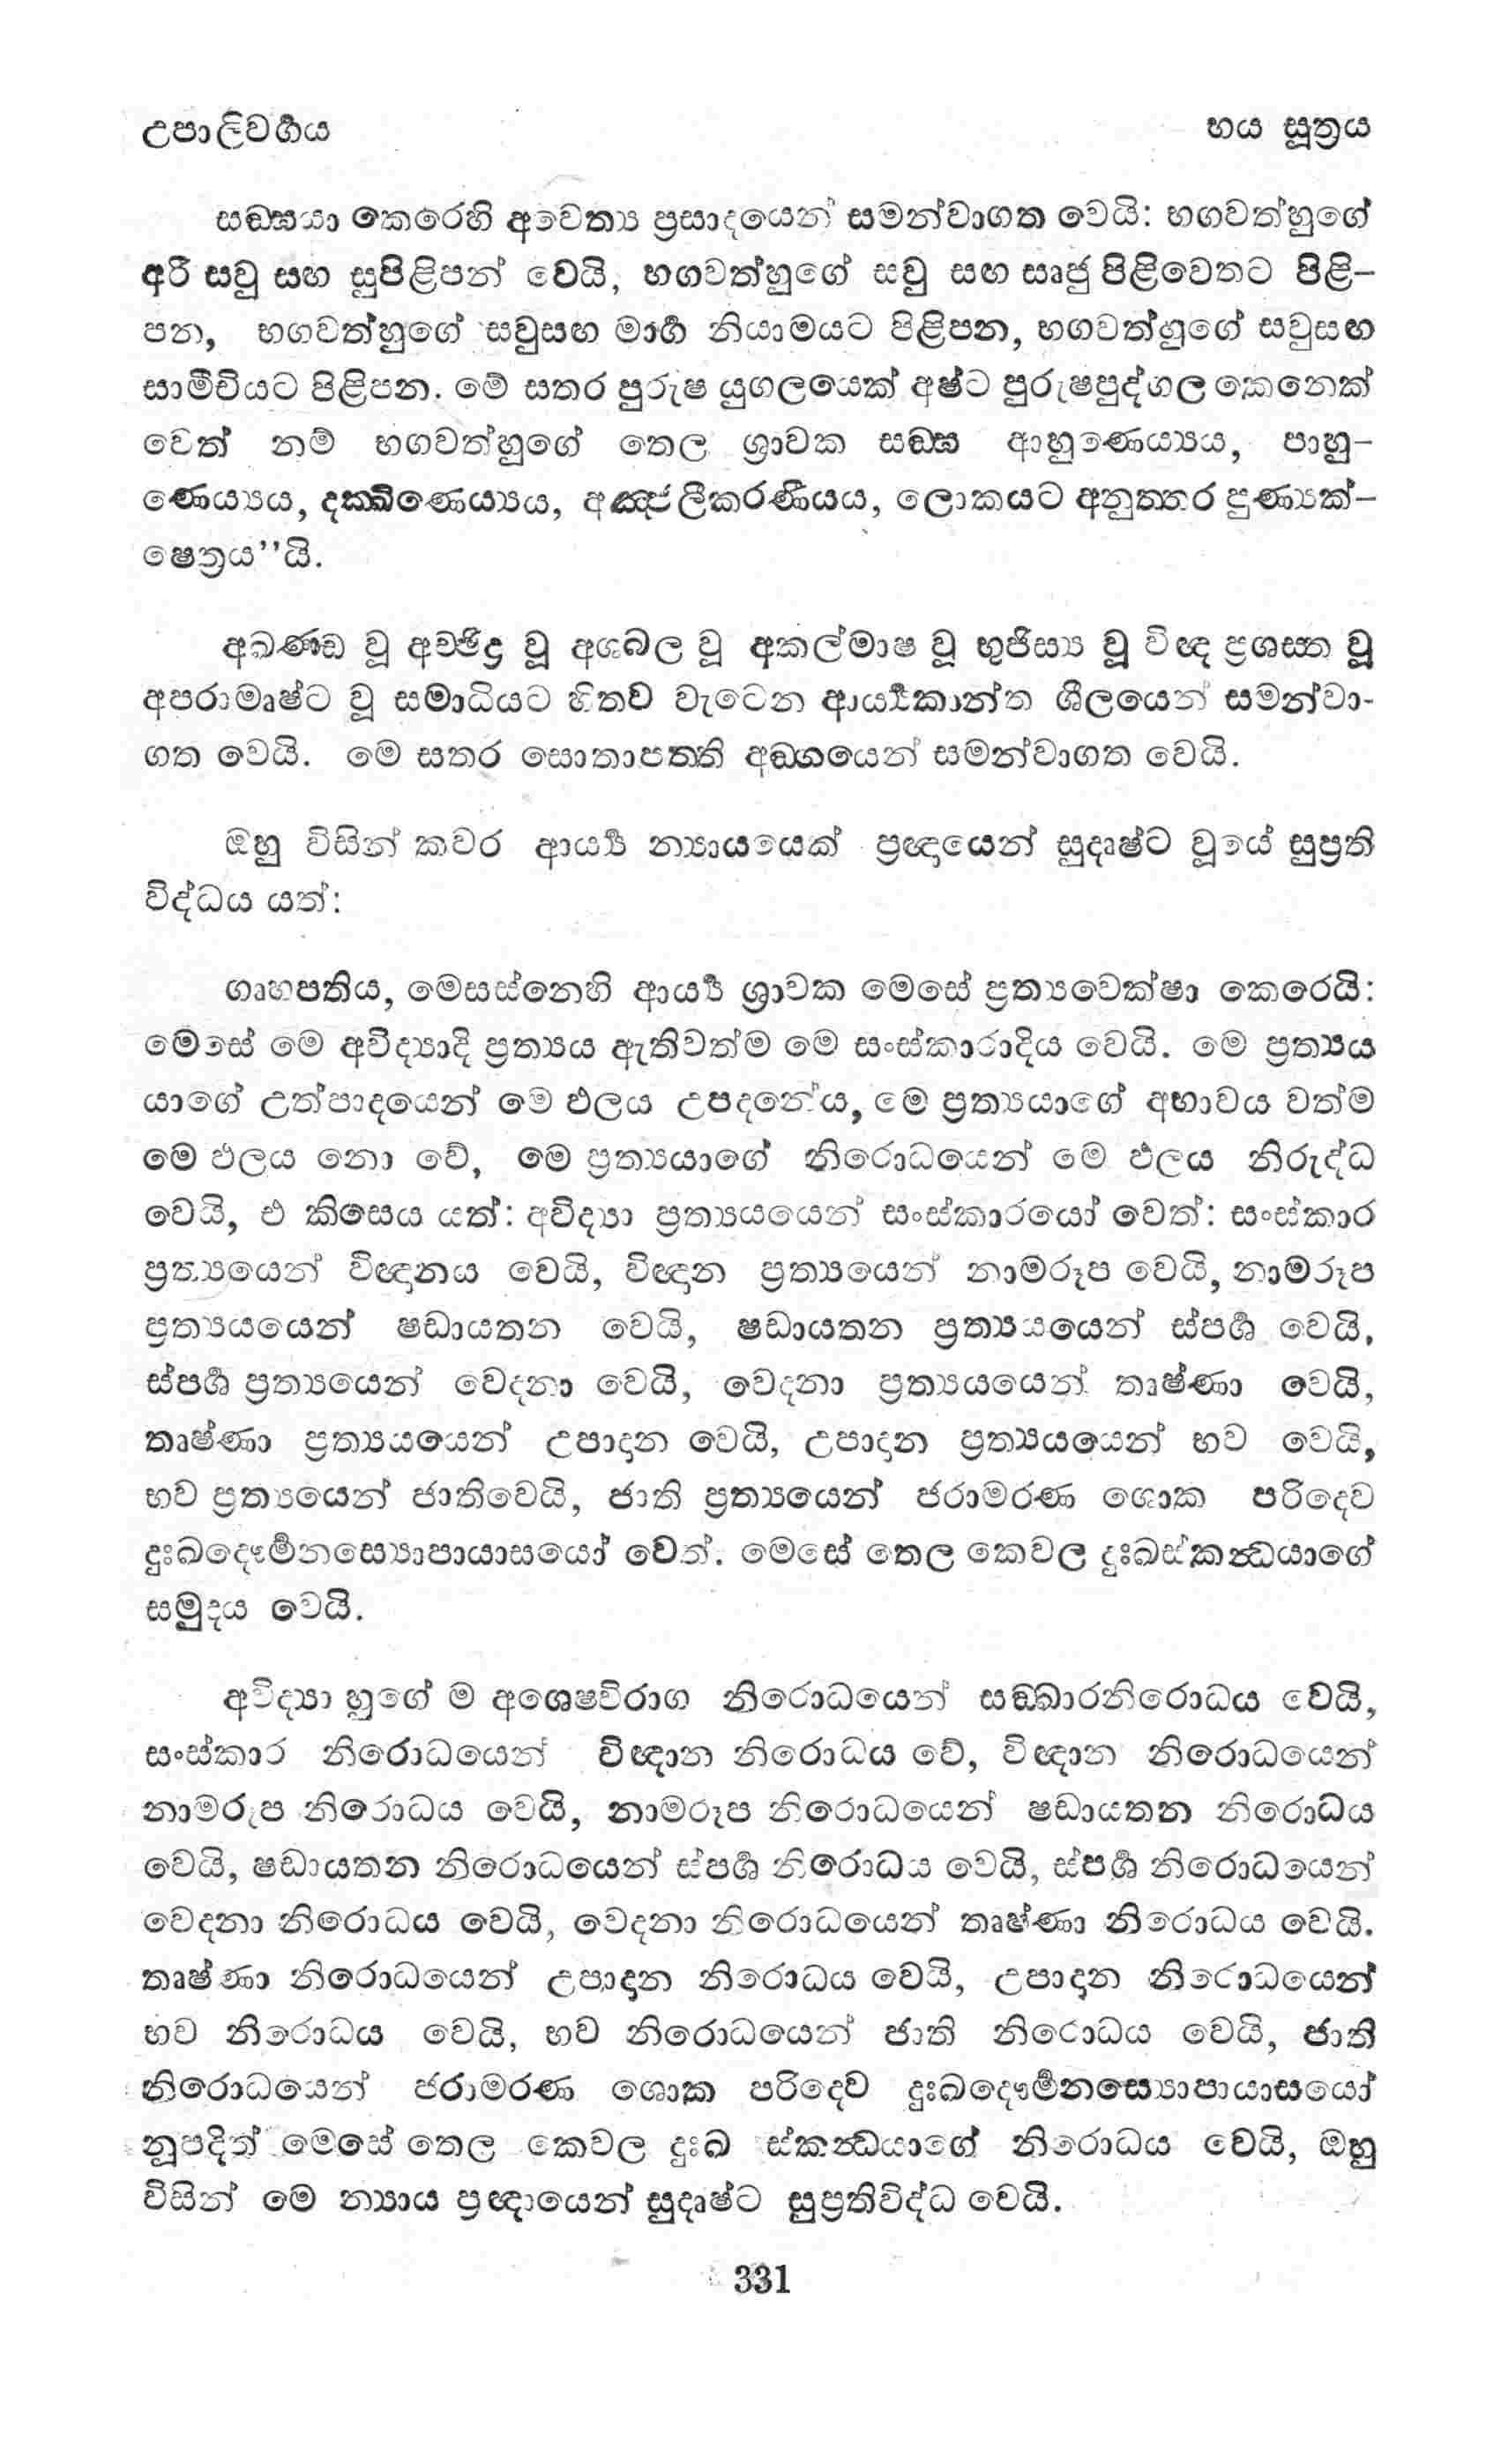 උපාලිවර්‍ගය	භය සූත්‍රය
සඞ්ඝයා කෙරෙහි අවෙත්‍ය ප්‍රසාදයෙන් සමන්වාගත වෙයි: භගවත්හුගේ
අරී සව් සඟ සුපිළිපන් වෙයි, භගවත්හුගේ සවු සඟ සෘජු පිළිවෙතට පිළි-
පන, භගවත්හුගේ සවුසඟ මාර්‍ග නියාමයට පිළිපන, භගවත්හුගේ සවුසඟ
සාමීචියට පිළිපන. මේ සතර පුරුෂ යුගලයෙක් අෂ්ට පුරුෂපුද්ගල කෙනෙක්
වෙත් නම් භගවත්හුගේ තෙල ශ්‍රාවක සඞ්ඝ ආහුණෙය්‍යය, පාහු-
ණෙය්‍යය, දක්ඛිණෙය්‍යය, අඤ්ජලිකරණීයය, ලොකයට අනුත්තර පුණ්‍යක්-
ෂෙත්‍රය’’යි.
අඛණ්ඩ වූ අච්ඡිද්‍ර වූ අශබල වූ අකල්මාෂ වූ භුජිස්‍ය වූ විඥ ප්‍රශස්ත වූ
අපරාමෘෂ්ට වූ සමාධියට හිතව වැටෙන ආර්‍ය්‍යකාන්ත ශීලයෙන් සමන්වා-
ගත වෙයි. මෙ සතර සොතාපත්ති අඞ්ගයෙන් සමන්වාගත වෙයි.
ඔහු විසින් කවර ආර්‍ය්‍ය න්‍යායයෙක් ප්‍රඥායෙන් සුදෘෂ්ට වූයේ සුප්‍රති
විද්ධය යත්:
ගෘහපතිය, මෙසස්නෙහි ආර්‍ය්‍ය ශ්‍රාවක මෙසේ ප්‍රත්‍යවෙක්ෂා කෙරෙයි:
මෙසේ මෙ අවිද්‍යාදි ප්‍රත්‍යය ඇතිවත්ම මෙ සංස්කාරාදිය වෙයි. මෙ ප්‍රත්‍යය
යාගේ උත්පාදයෙන් මෙ ඵලය උපදනේය, මෙ ප්‍රත්‍යයාගේ අභාවය වත්ම
මෙ ඵලය නො වේ, මෙ ප්‍රත්‍යයාගේ නිරොධයෙන් මෙ ඵලය නිරුද්ධ
වෙයි, එ කිසෙය යත්: අවිද්‍යා ප්‍රත්‍යයයෙන් සංස්කාරයෝ වෙත්: සංස්කාර
ප්‍රත්‍යයෙන් විඥානය වෙයි, විඥාන ප්‍රත්‍යයෙන් නාමරූප වෙයි, නාමරූප
ප්‍රත්‍යයයෙන් ෂඩායතන වෙයි, ෂඩායතන ප්‍රත්‍යයයෙන් ස්පර්‍ශ වෙයි,
ස්පර්‍ශ ප්‍රත්‍යයෙන් වෙදනා වෙයි, වෙදනා ප්‍රත්‍යයයෙන් තෘෂ්ණා වෙයි,
තෘෂ්ණා ප්‍රත්‍යයයෙන් උපාදාන වෙයි, උපාදාන ප්‍රත්‍යයයෙන් භව වෙයි,
භව ප්‍රත්‍යයෙන් ජාතිවෙයි, ජාති ප්‍රත්‍යයෙන් ජරාමරණ ශොක පරිදෙව
දුඃඛදෞර්‍මනස්‍යොපායාසයෝ වෙත්. මෙසේ තෙල කෙවල දුඃඛස්කන්‍ධයාගේ
සමුදය වෙයි.
අවිද්‍යා හුගේ ම අශෙෂවිරාග නිරොධයෙන් සඞ්ඛාරනිරොධය වෙයි,
සංස්කාර නිරොධයෙන් විඥාන නිරොධය වේ, විඥාන නිරොධයෙන්
නාමරූප නිරොධය වෙයි, නාමරූප නිරොධයෙන් ෂඩායතන නිරොධය
වෙයි, ෂඩායතන නිරොධයෙන් ස්පර්‍ශ නිරොධය වෙයි, ස්පර්‍ශ නිරොධයෙන්
වෙදනා නිරොධය වෙයි, වෙදනා නිරොධයෙන් තෘෂ්ණා නිරොධය වෙයි.
තෘෂ්ණා නිරොධයෙන් උපාදාන නිරොධය වෙයි, උපාදාන නිරොධයෙන්
භව නිරොධය වෙයි, භව නිරොධයෙන් ජාති නිරොධය වෙයි, ජාති
නිරොධයෙන් ජරාමරණ ශොක පරිදෙව දුඃඛදෞර්‍මනස්‍යොපායාසයෝ
නූපදිත් මෙසේ තෙල කෙවල දුඃඛ ස්කන්‍ධයාගේ නිරොධය වෙයි, ඔහු
විසින් මෙ න්‍යාය ප්‍රඥායෙන් සුදෘෂ්ට සුප්‍රතිවිද්ධ වෙයි.
331